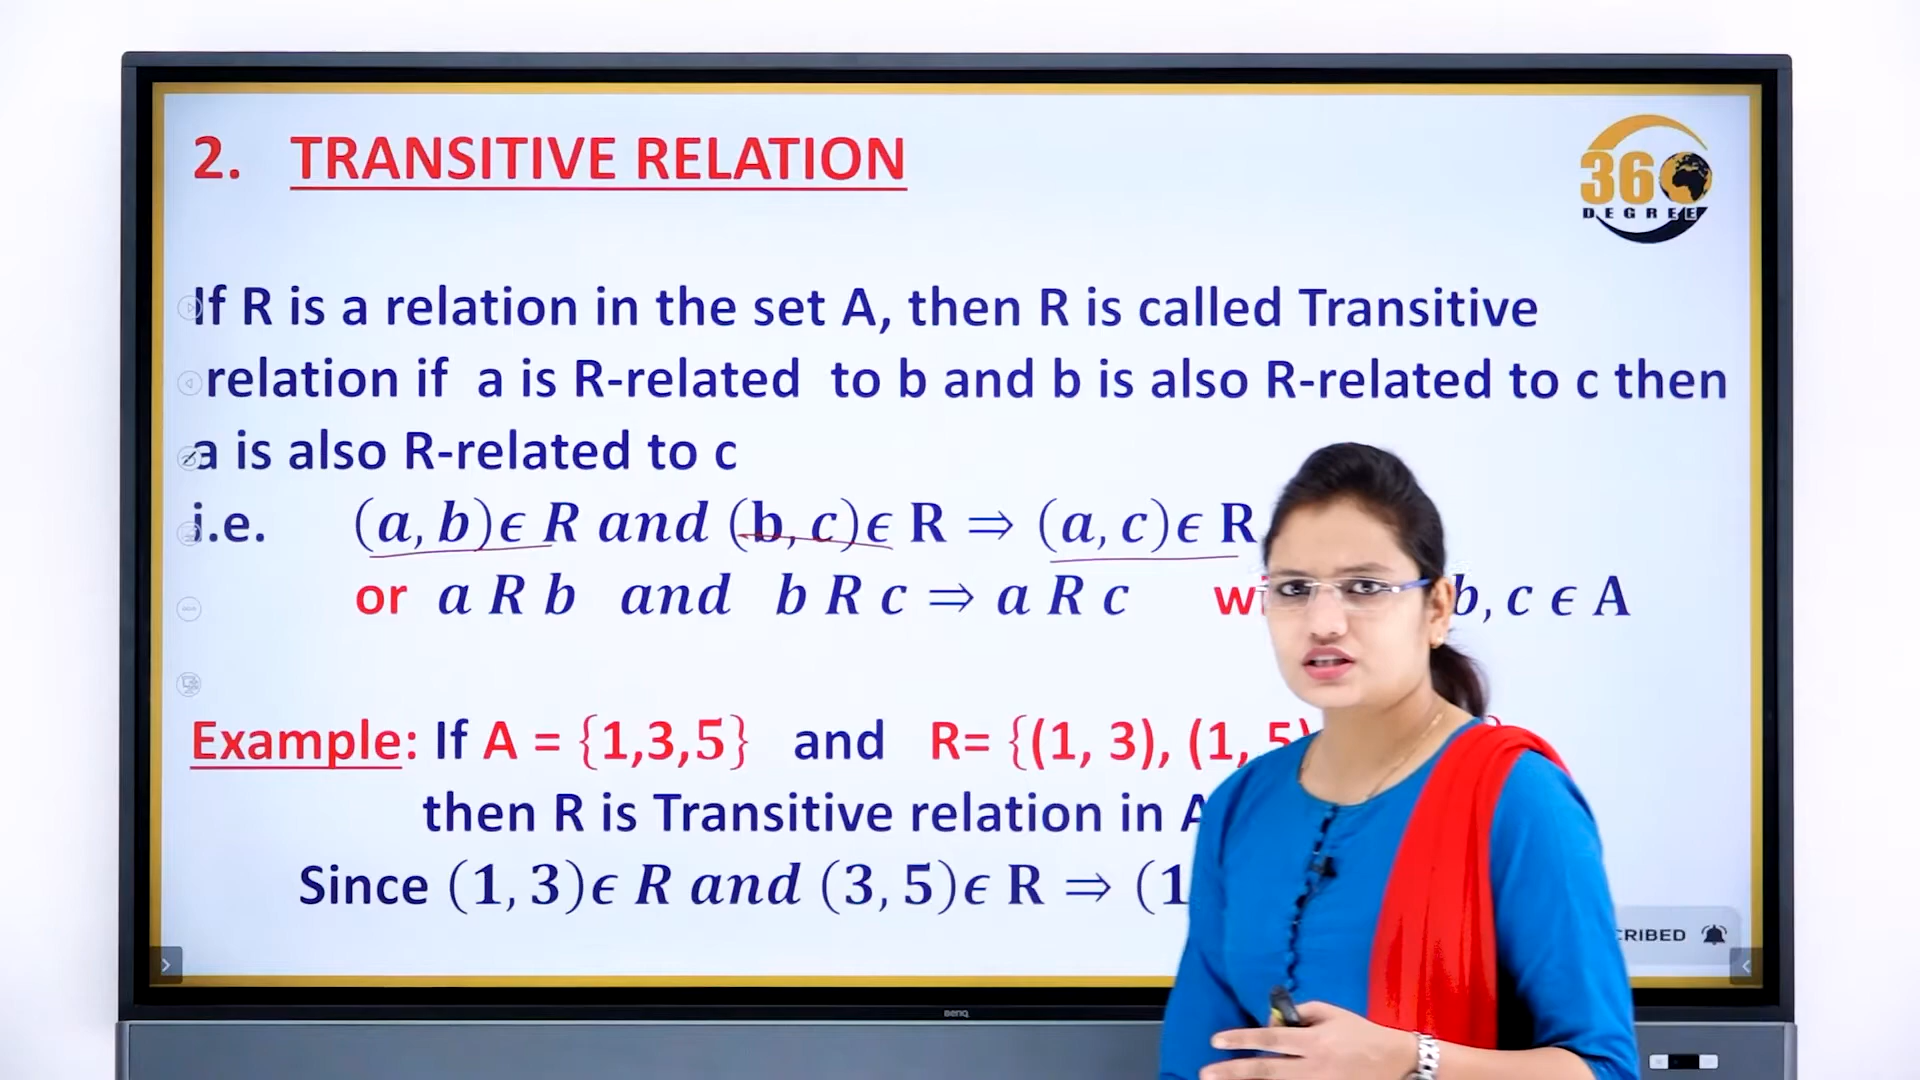 2. TRANSITIVE RELATION
360
DEGREE
If R is a relation in the set A, then R is called Transitive
relation if a is R-related to b and b is also R-related to c then
a is also R-related to c
i.e. (a, b)ϵ R and (b, c)ϵ R ⇒ (a, c)ϵ R
or a R b and b R c ⇒ a R c b, c ϵ A
Example: If A = {1,3,5} and R= {(1, 3), (1, 5)
then R is Transitive relation in A
Since (1, 3)ϵ R and (3, 5)ϵ R ⇒ (1
BenQ